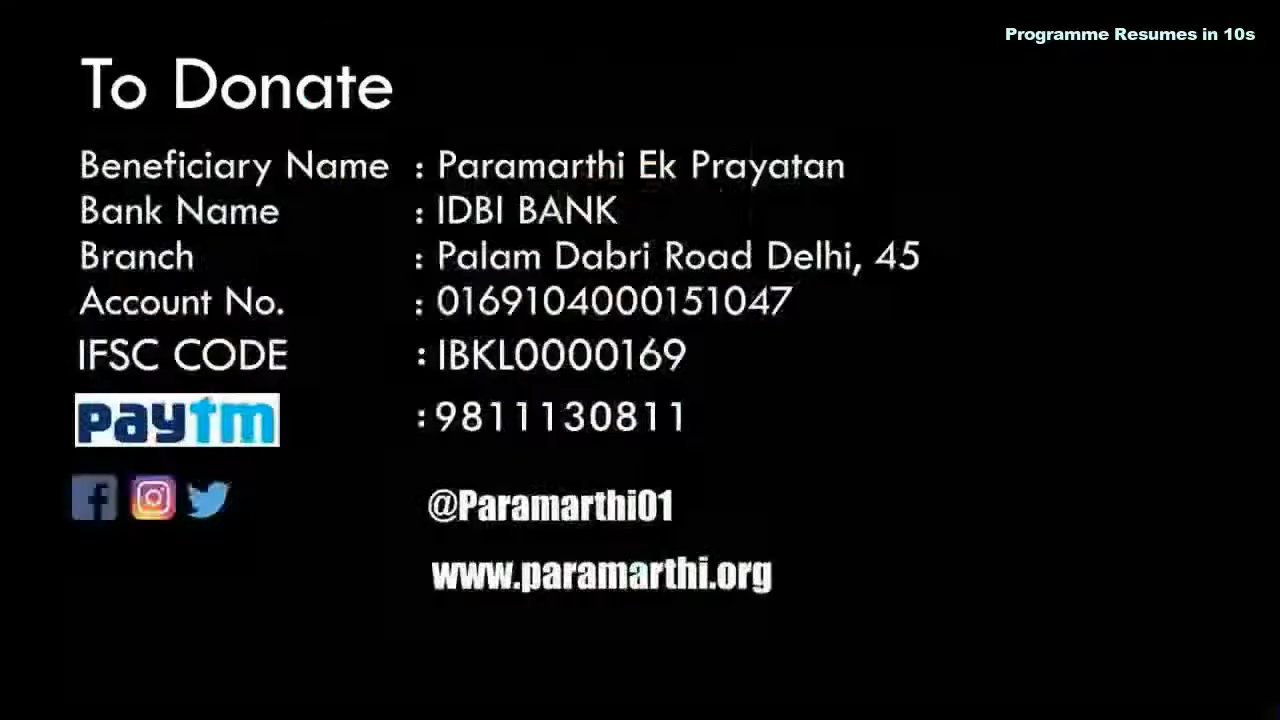 Programme Resumes in 10s
To Donate
Beneficiary Name : Paramarthi Ek Prayatan
Bank Name : IDBI BANK
Branch : Palam Dabri Road Delhi, 45
Account No. : 0169104000151047
IFSC CODE : IBKL0000169
paytm : 9811130811
@Paramarthi01
www.paramarthi.org